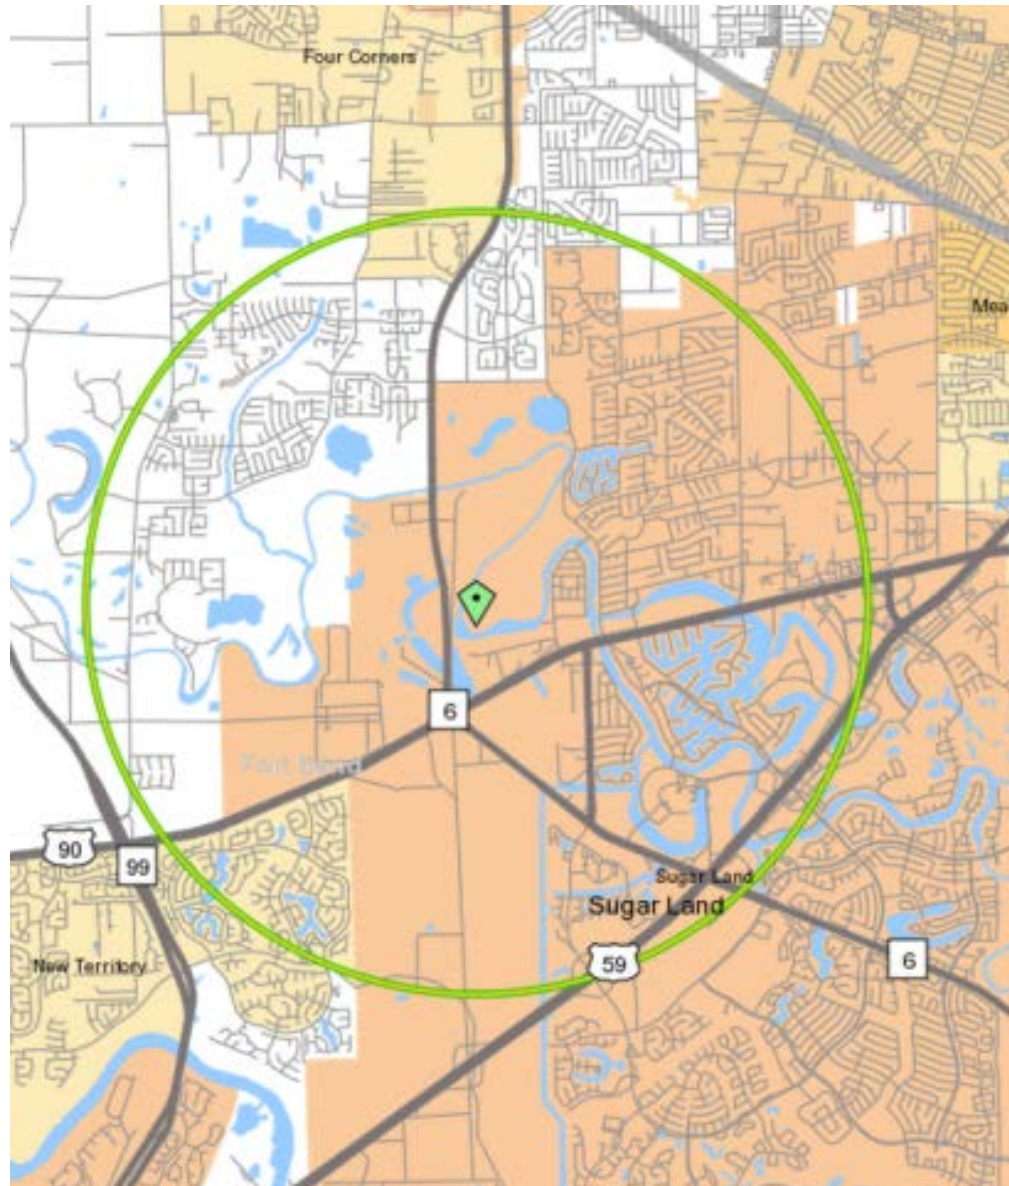 Four Corners
Mea
6
Fort Bend
90
99
Sugar Land
Sugar Land
New Territory
59
6